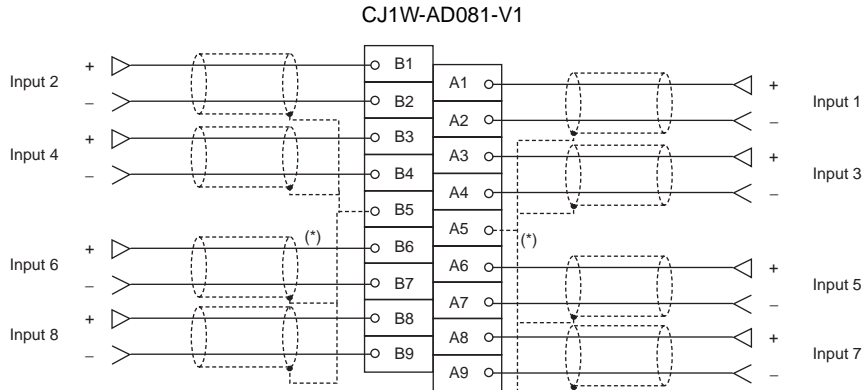 CJ1W-AD081-V1
Input 2
+
–
B1
B2
Input 4
+
–
B3
B4
B5
(*)
Input 6
+
–
B6
B7
Input 8
+
–
B8
B9
A1
A2
+
–
Input 1
A3
A4
+
–
Input 3
A5
(*)
A6
A7
+
–
Input 5
A8
A9
+
–
Input 7